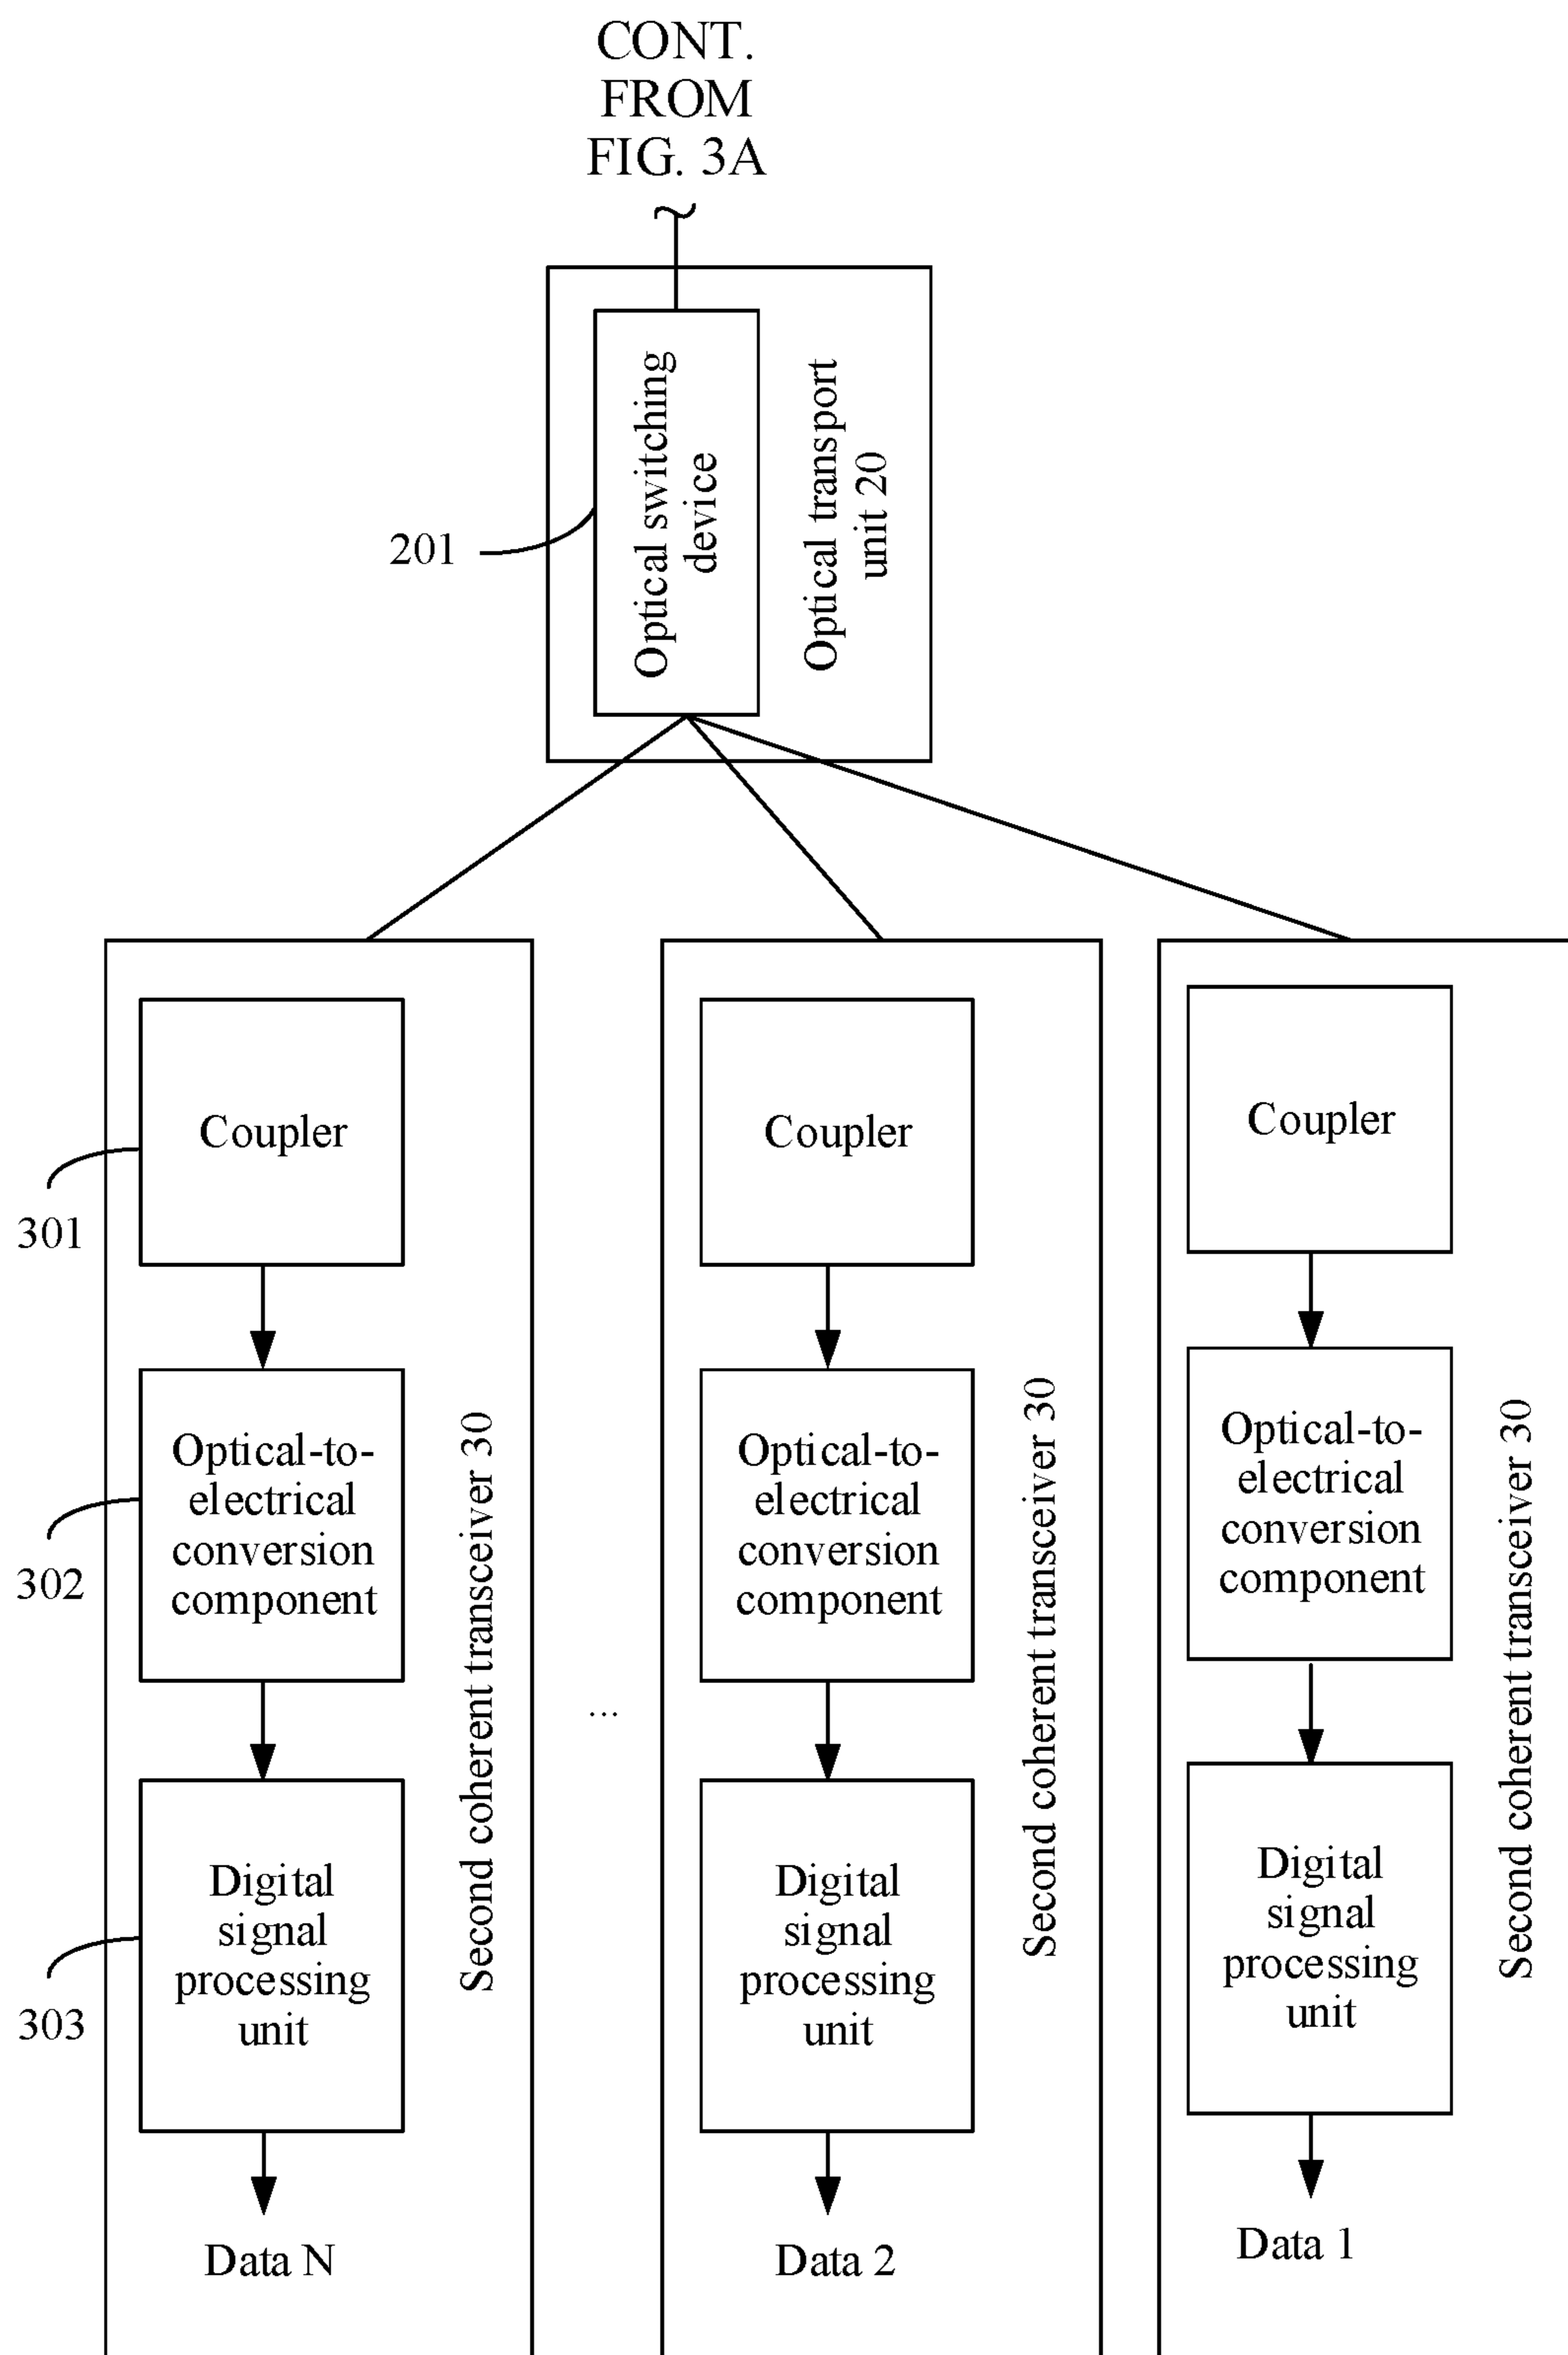 CONT.
FROM
FIG. 3A
Optical switching
device
Optical transport
unit 20
201
Coupler
301
Optical-to-
electrical
conversion
component
302
Digital
signal
processing
unit
303
Data N
Second coherent transceiver 30
...
Coupler
Optical-to-
electrical
conversion
component
Digital
signal
processing
unit
Data 2
Second coherent transceiver 30
Coupler
Optical-to-
electrical
conversion
component
Digital
signal
processing
unit
Data 1
Second coherent transceiver 30